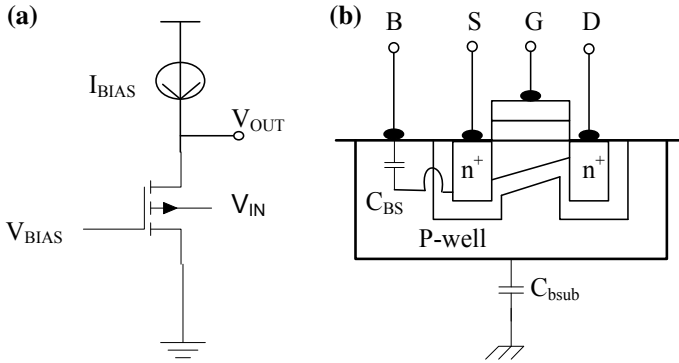 (a)
I_BIAS
V_OUT
V_IN
V_BIAS
(b)
B S G D
n+ n+
C_BS
P-well
C_bsub